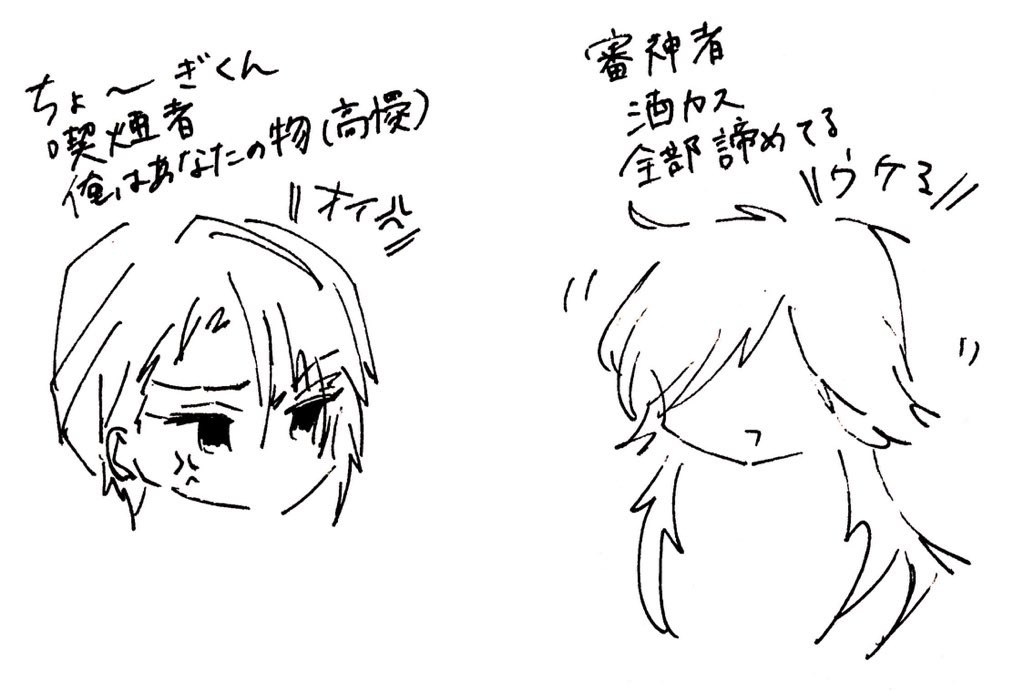 ちょ〜ぎくん
喫煙者
俺はあなたの物(高慢)
オイ
審神者
酒カス
全部諦めてる
ウケる